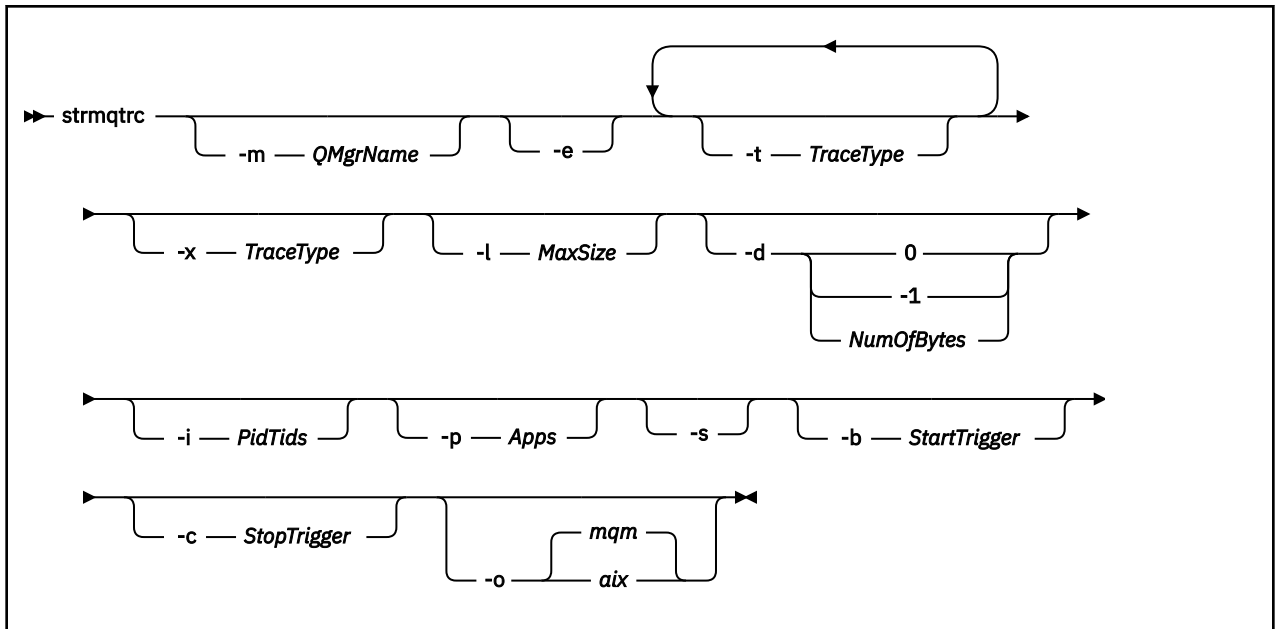 strmqtrc -m QMgrName -e -t TraceType
-x TraceType -l MaxSize -d 0
-1
NumOfBytes
-i PidTids -p Apps -s -b StartTrigger
-c StopTrigger mqm
-o aix